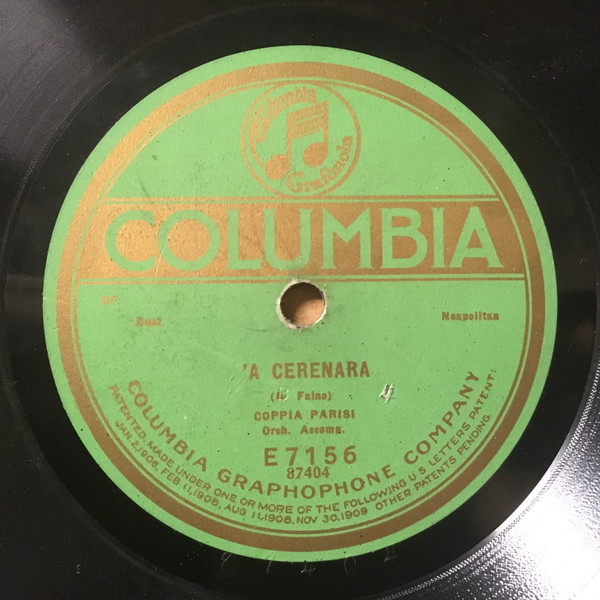 Columbia
Grafonola
COLUMBIA
Duet
Neapolitan
'A CERENARA
(Il Faino)
COPPIA PARISI
Orch. Accomp.
E7156
87404
COLUMBIA GRAPHOPHONE COMPANY
PATENTED. MADE UNDER ONE OR MORE OF THE FOLLOWING U.S. LETTERS PATENT:
JAN. 2, 1906, FEB. 11, 1908, AUG. 11, 1908, NOV. 30, 1909 OTHER PATENTS PENDING.
87404